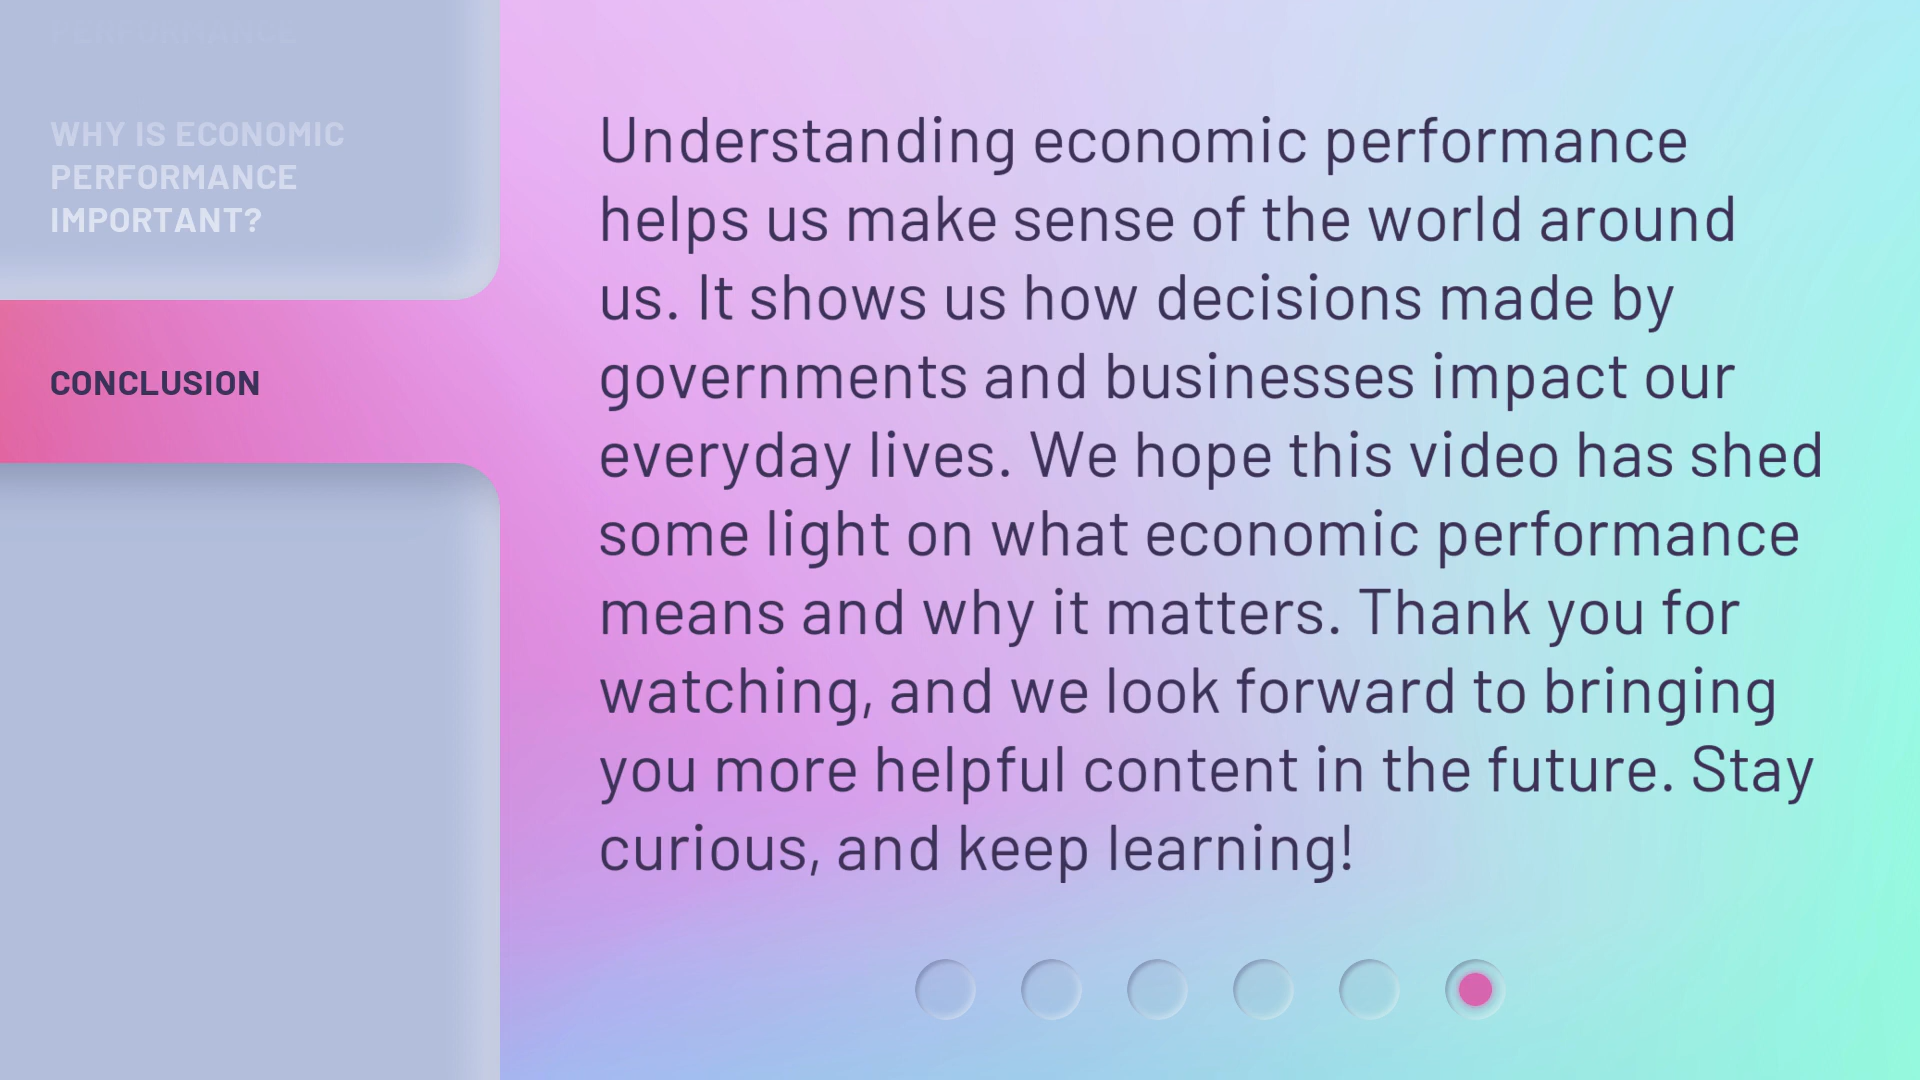 PERFORMANCE
WHY IS ECONOMIC
PERFORMANCE
IMPORTANT?
CONCLUSION
Understanding economic performance
helps us make sense of the world around
us. It shows us how decisions made by
governments and businesses impact our
everyday lives. We hope this video has shed
some light on what economic performance
means and why it matters. Thank you for
watching, and we look forward to bringing
you more helpful content in the future. Stay
curious, and keep learning!